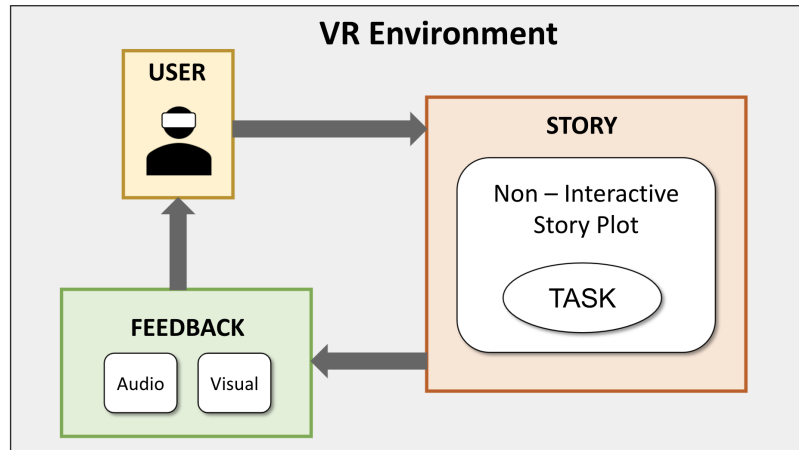 VR Environment
USER
STORY
Non – Interactive
Story Plot
TASK
FEEDBACK
Audio
Visual